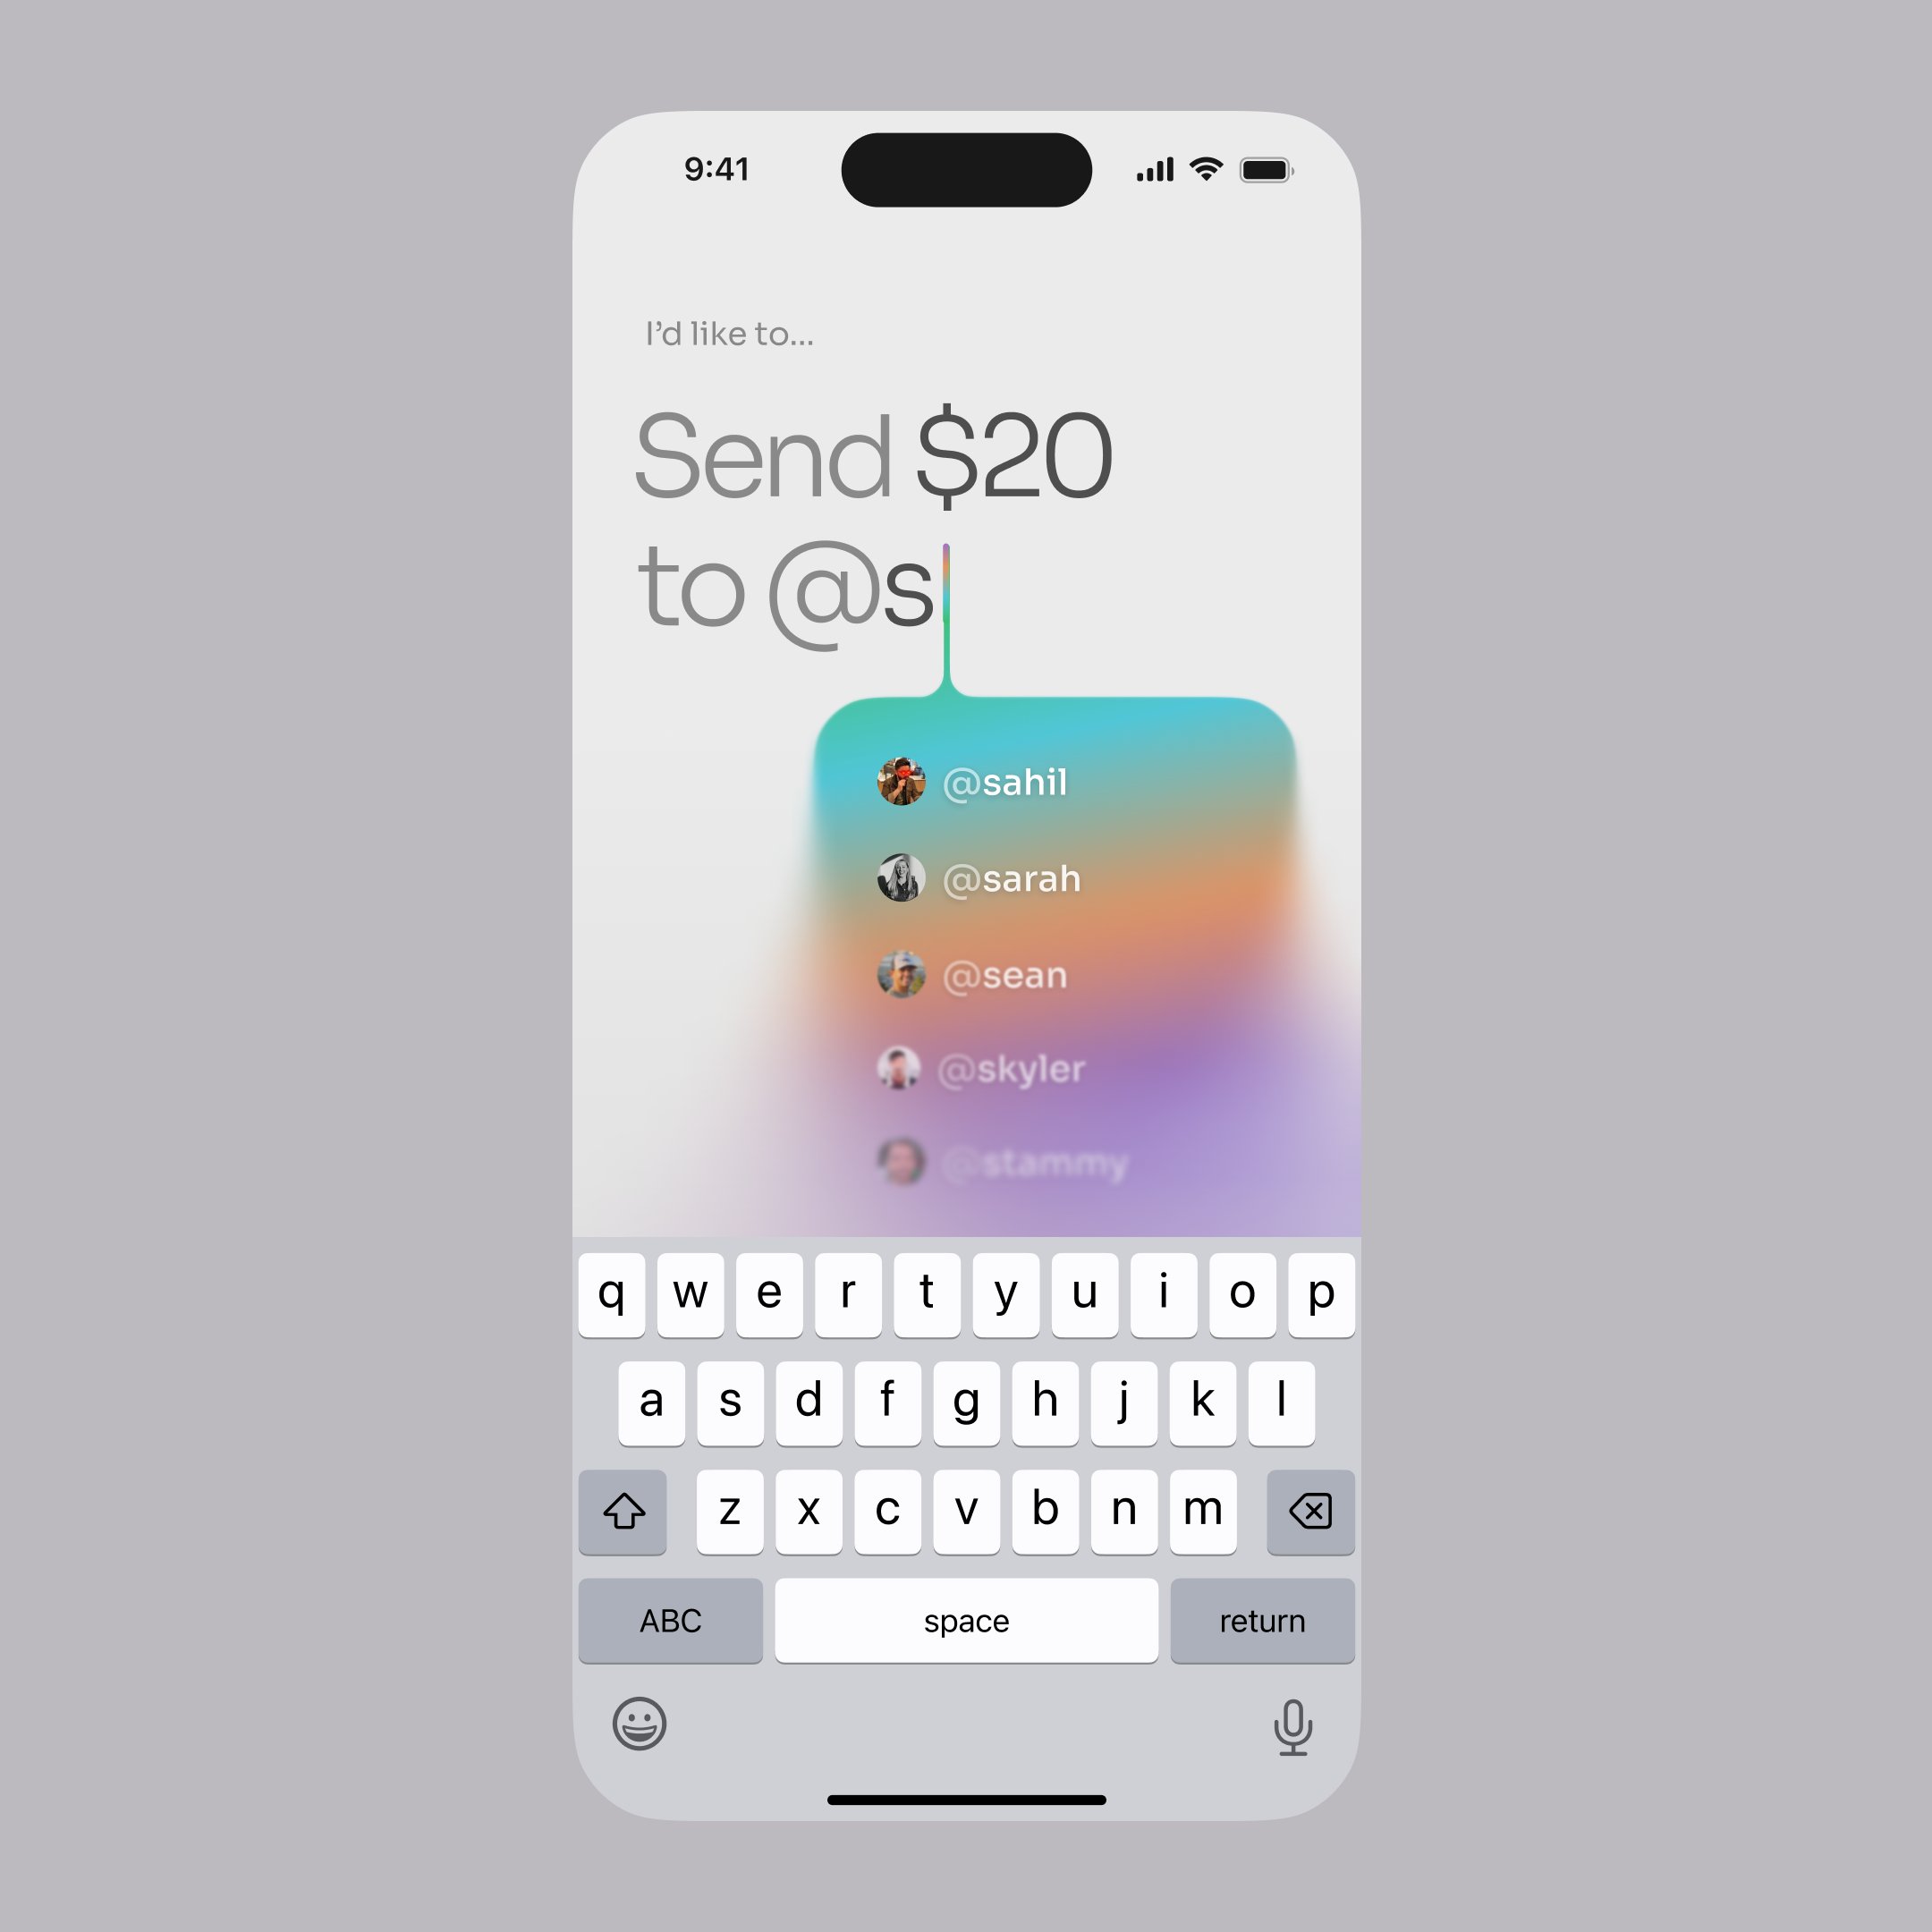 9:41
I’d like to...
Send $20
to @s
@sahil
@sarah
@sean
@skyler
@stammy
q w e r t y u i o p
a s d f g h j k l
z x c v b n m
ABC space return